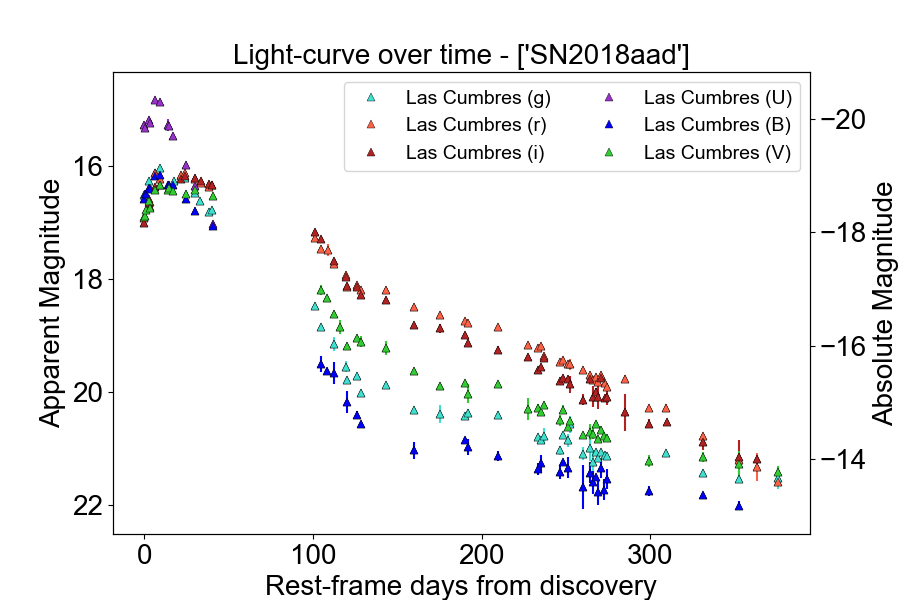 Light-curve over time - ['SN2018aad']
Las Cumbres (g)
Las Cumbres (r)
Las Cumbres (i)
Las Cumbres (U)
Las Cumbres (B)
Las Cumbres (V)
Apparent Magnitude
16
18
20
22
−20
−18
−16
−14
Absolute Magnitude
0
100
200
300
Rest-frame days from discovery